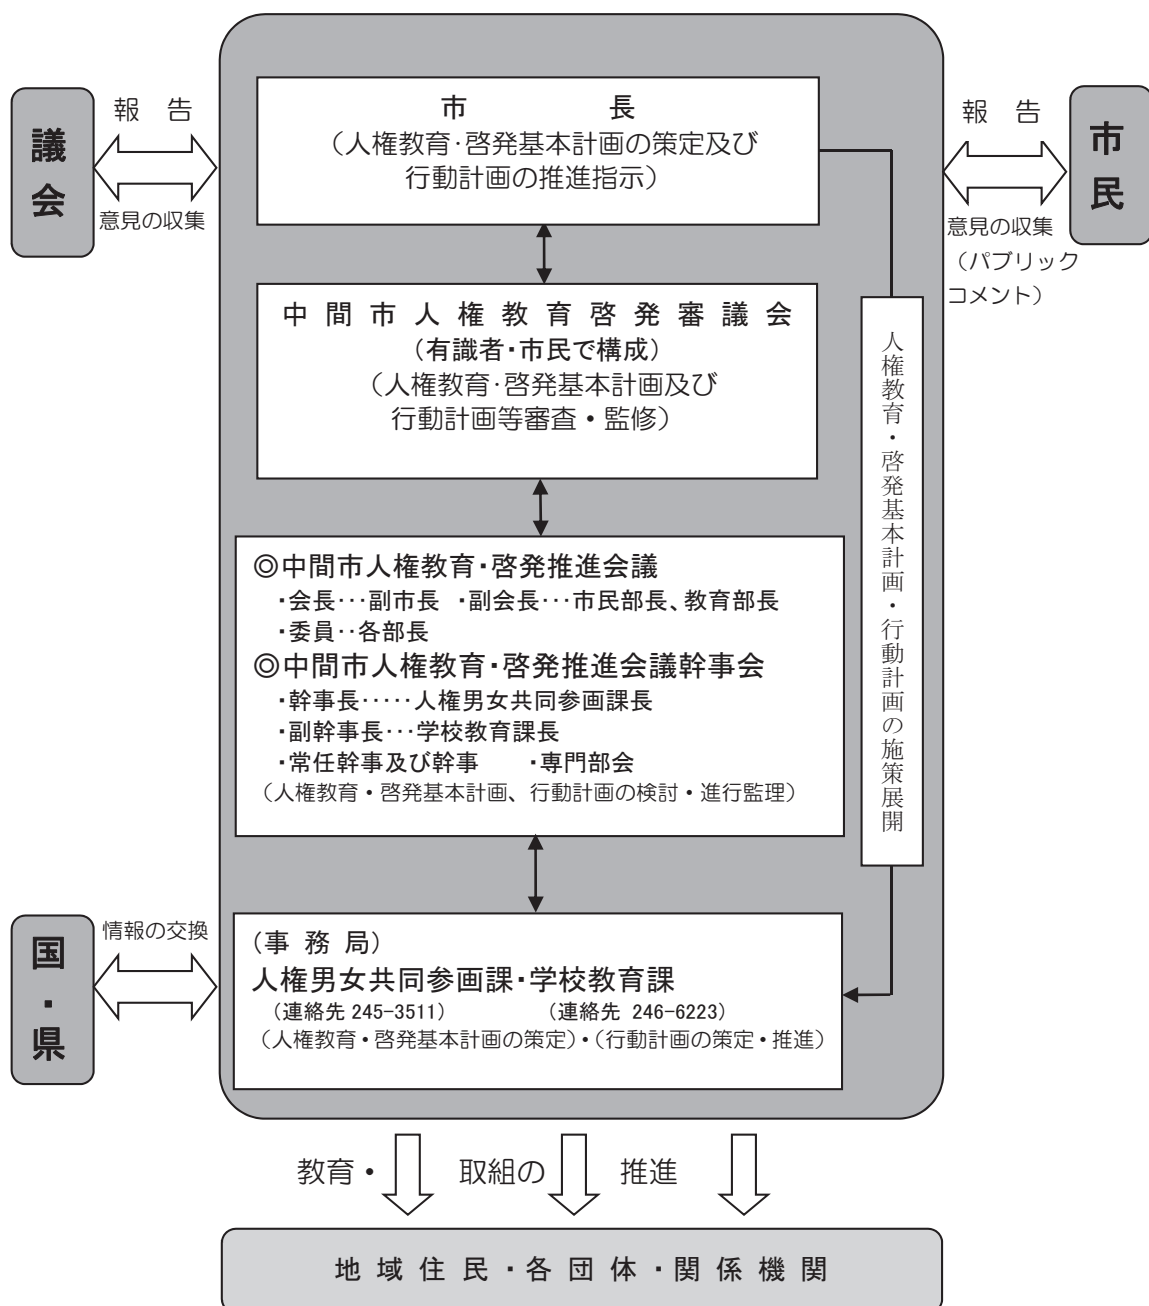 議会
報　告
意見の収集
市　　　　長
（人権教育・啓発基本計画の策定及び
行動計画の推進指示）
報　告
意見の収集
（パブリック
コメント）
市民
中間市人権教育啓発審議会
（有識者・市民で構成）
（人権教育・啓発基本計画及び
行動計画等審査・監修）
人権教育・啓発基本計画・行動計画の施策展開
◎中間市人権教育・啓発推進会議
・会長･･･副市長　・副会長･･･市民部長、教育部長
・委員･･各部長
◎中間市人権教育・啓発推進会議幹事会
・幹事長･････人権男女共同参画課長
・副幹事長･･･学校教育課長
・常任幹事及び幹事　　・専門部会
（人権教育・啓発基本計画、行動計画の検討・進行監理）
国・県
情報の交換
（事 務 局）
人権男女共同参画課・学校教育課
（連絡先 245-3511）　　（連絡先 246-6223）
（人権教育・啓発基本計画の策定）・（行動計画の策定・推進）
教育・　取組の　推進
地域住民・各団体・関係機関